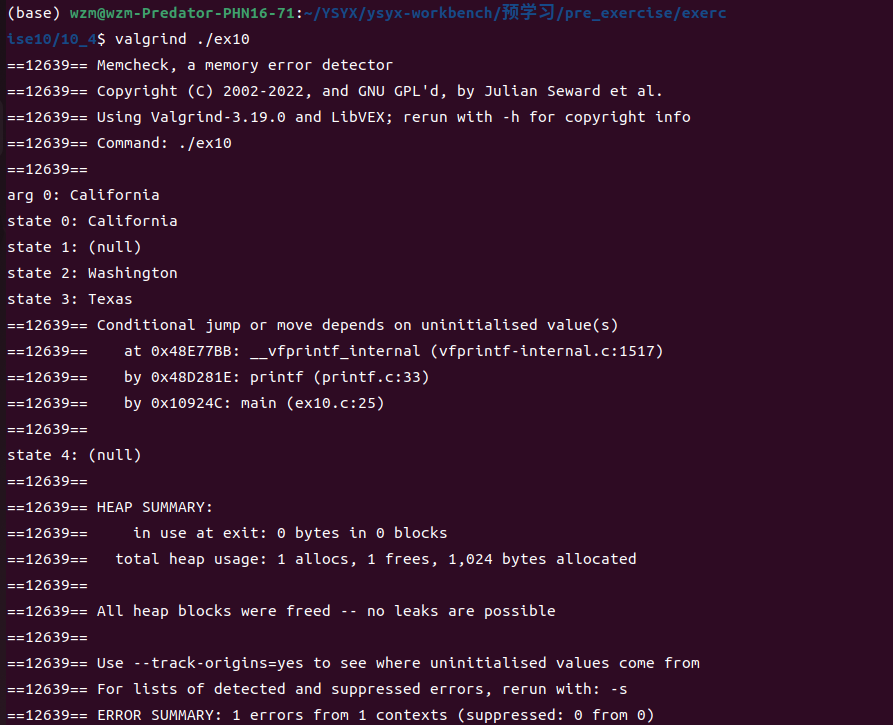 (base) wzm@wzm-Predator-PHN16-71:~/YSYX/ysyx-workbench/预学习/pre_exercise/exerc
ise10/10_4$ valgrind ./ex10
==12639== Memcheck, a memory error detector
==12639== Copyright (C) 2002-2022, and GNU GPL'd, by Julian Seward et al.
==12639== Using Valgrind-3.19.0 and LibVEX; rerun with -h for copyright info
==12639== Command: ./ex10
==12639==
arg 0: California
state 0: California
state 1: (null)
state 2: Washington
state 3: Texas
==12639== Conditional jump or move depends on uninitialised value(s)
==12639==    at 0x48E77BB: __vfprintf_internal (vfprintf-internal.c:1517)
==12639==    by 0x48D281E: printf (printf.c:33)
==12639==    by 0x10924C: main (ex10.c:25)
==12639==
state 4: (null)
==12639==
==12639== HEAP SUMMARY:
==12639==     in use at exit: 0 bytes in 0 blocks
==12639==   total heap usage: 1 allocs, 1 frees, 1,024 bytes allocated
==12639==
==12639== All heap blocks were freed -- no leaks are possible
==12639==
==12639== Use --track-origins=yes to see where uninitialised values come from
==12639== For lists of detected and suppressed errors, rerun with: -s
==12639== ERROR SUMMARY: 1 errors from 1 contexts (suppressed: 0 from 0)